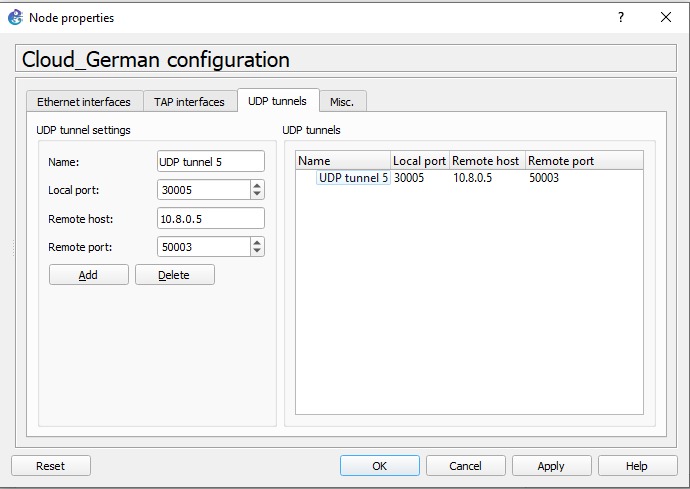 Node properties
?
Cloud_German configuration
Ethernet interfaces
TAP interfaces
UDP tunnels
Misc.
UDP tunnel settings
Name: UDP tunnel 5
Local port: 30005
Remote host: 10.8.0.5
Remote port: 50003
Add
Delete
UDP tunnels
Name Local port Remote host Remote port
UDP tunnel 5 30005 10.8.0.5 50003
Reset
OK
Cancel
Apply
Help